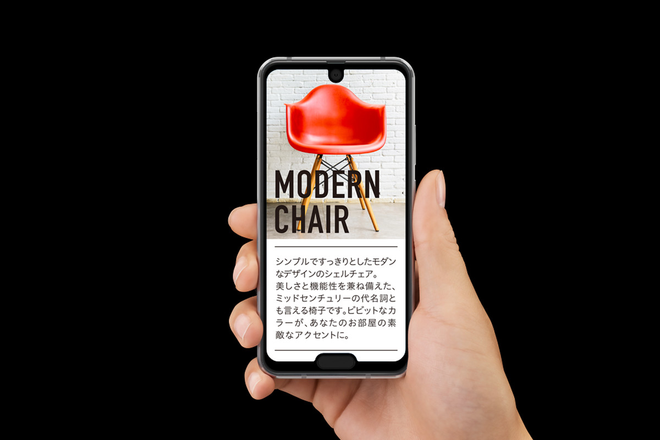 MODERN
CHAIR
シンプルですっきりとしたモダン
なデザインのシェルチェア。
美しさと機能性を兼ね備えた、
ミッドセンチュリーの代名詞と
も言える椅子です。ビビットなカ
ラーが、あなたのお部屋の素
敵なアクセントに。